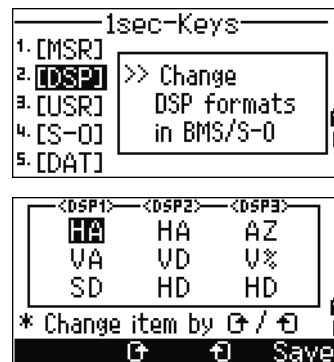 1sec-Keys
1. [MSR]
2. [DSP]
3. [USR]
4. [S-O]
5. [DAT]
>> Change
DSP formats
in BMS/S-O
<DSP1> <DSP2> <DSP3>
HA HA AZ
VA VD V%
SD HD HD
* Change item by /
Save